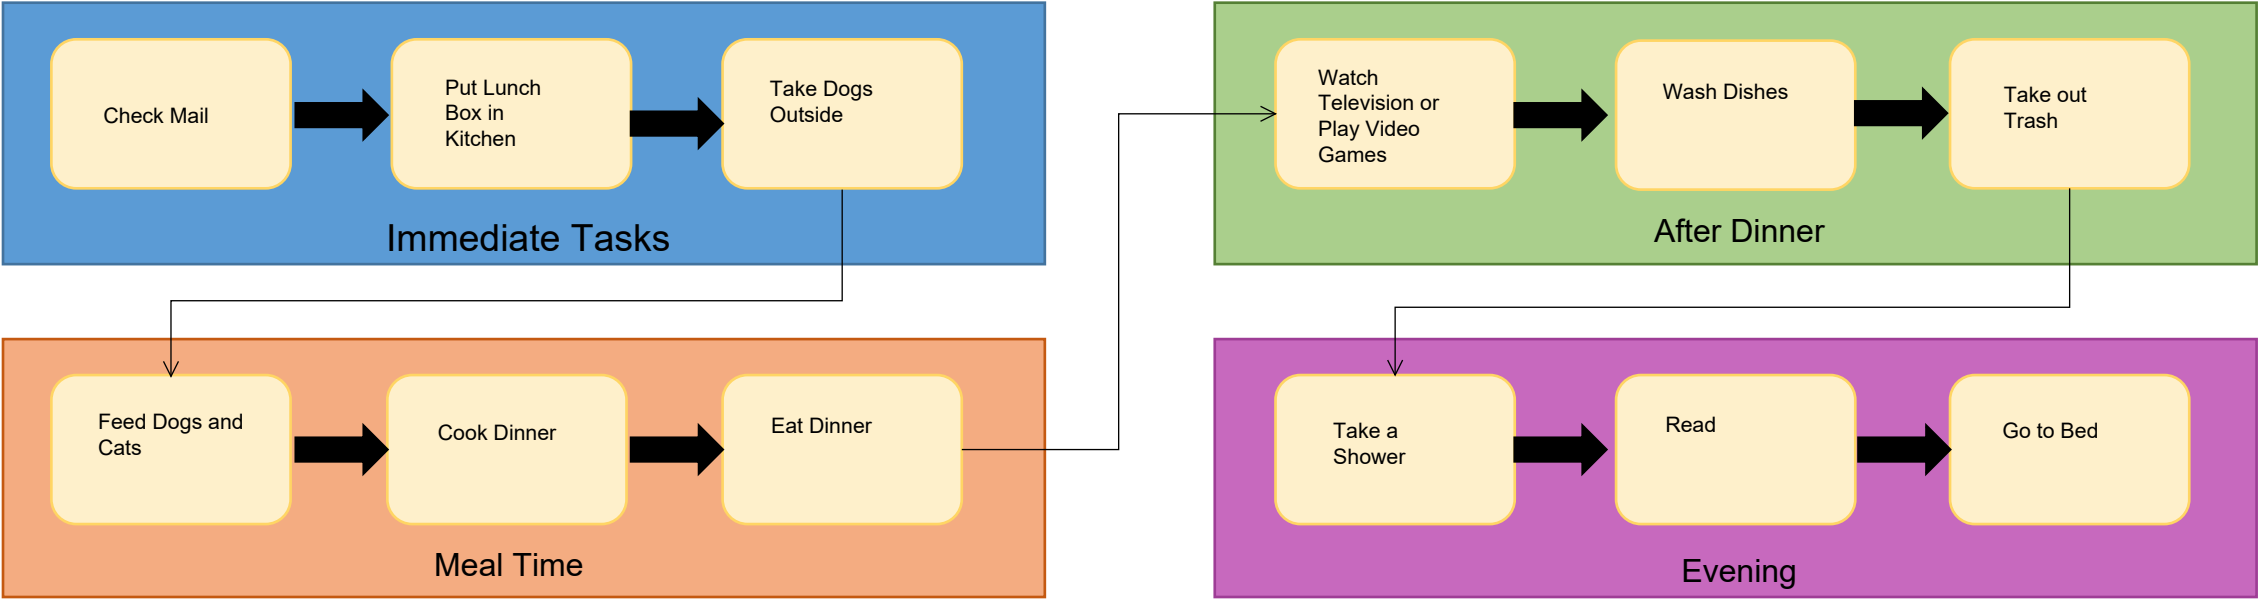 Check Mail
Put Lunch
Box in
Kitchen
Take Dogs
Outside
Immediate Tasks
Feed Dogs and
Cats
Cook Dinner
Eat Dinner
Meal Time
Watch
Television or
Play Video
Games
Wash Dishes
Take out
Trash
After Dinner
Take a
Shower
Read
Go to Bed
Evening